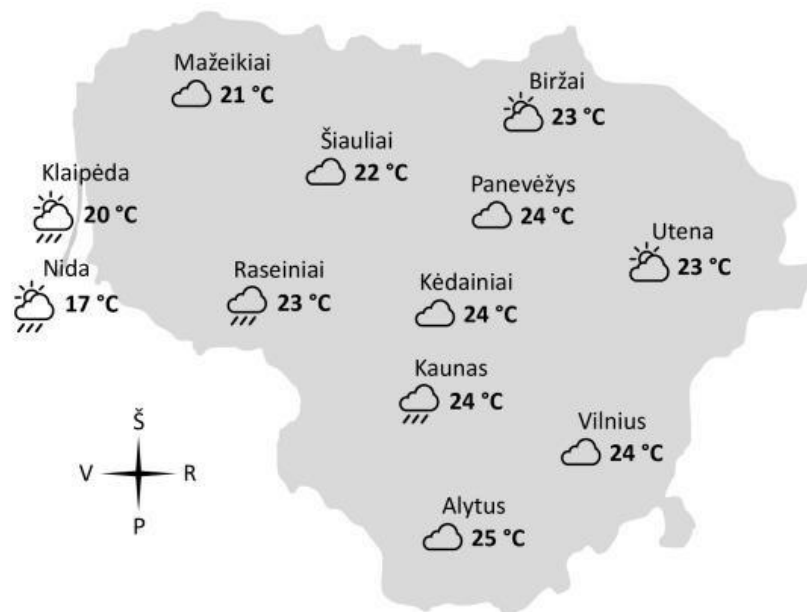 Mažeikiai
21 °C
Biržai
23 °C
Šiauliai
22 °C
Klaipėda
20 °C
Panevėžys
24 °C
Utena
23 °C
Nida
17 °C
Raseiniai
23 °C
Kėdainiai
24 °C
Kaunas
24 °C
Vilnius
24 °C
Š
V R
P
Alytus
25 °C